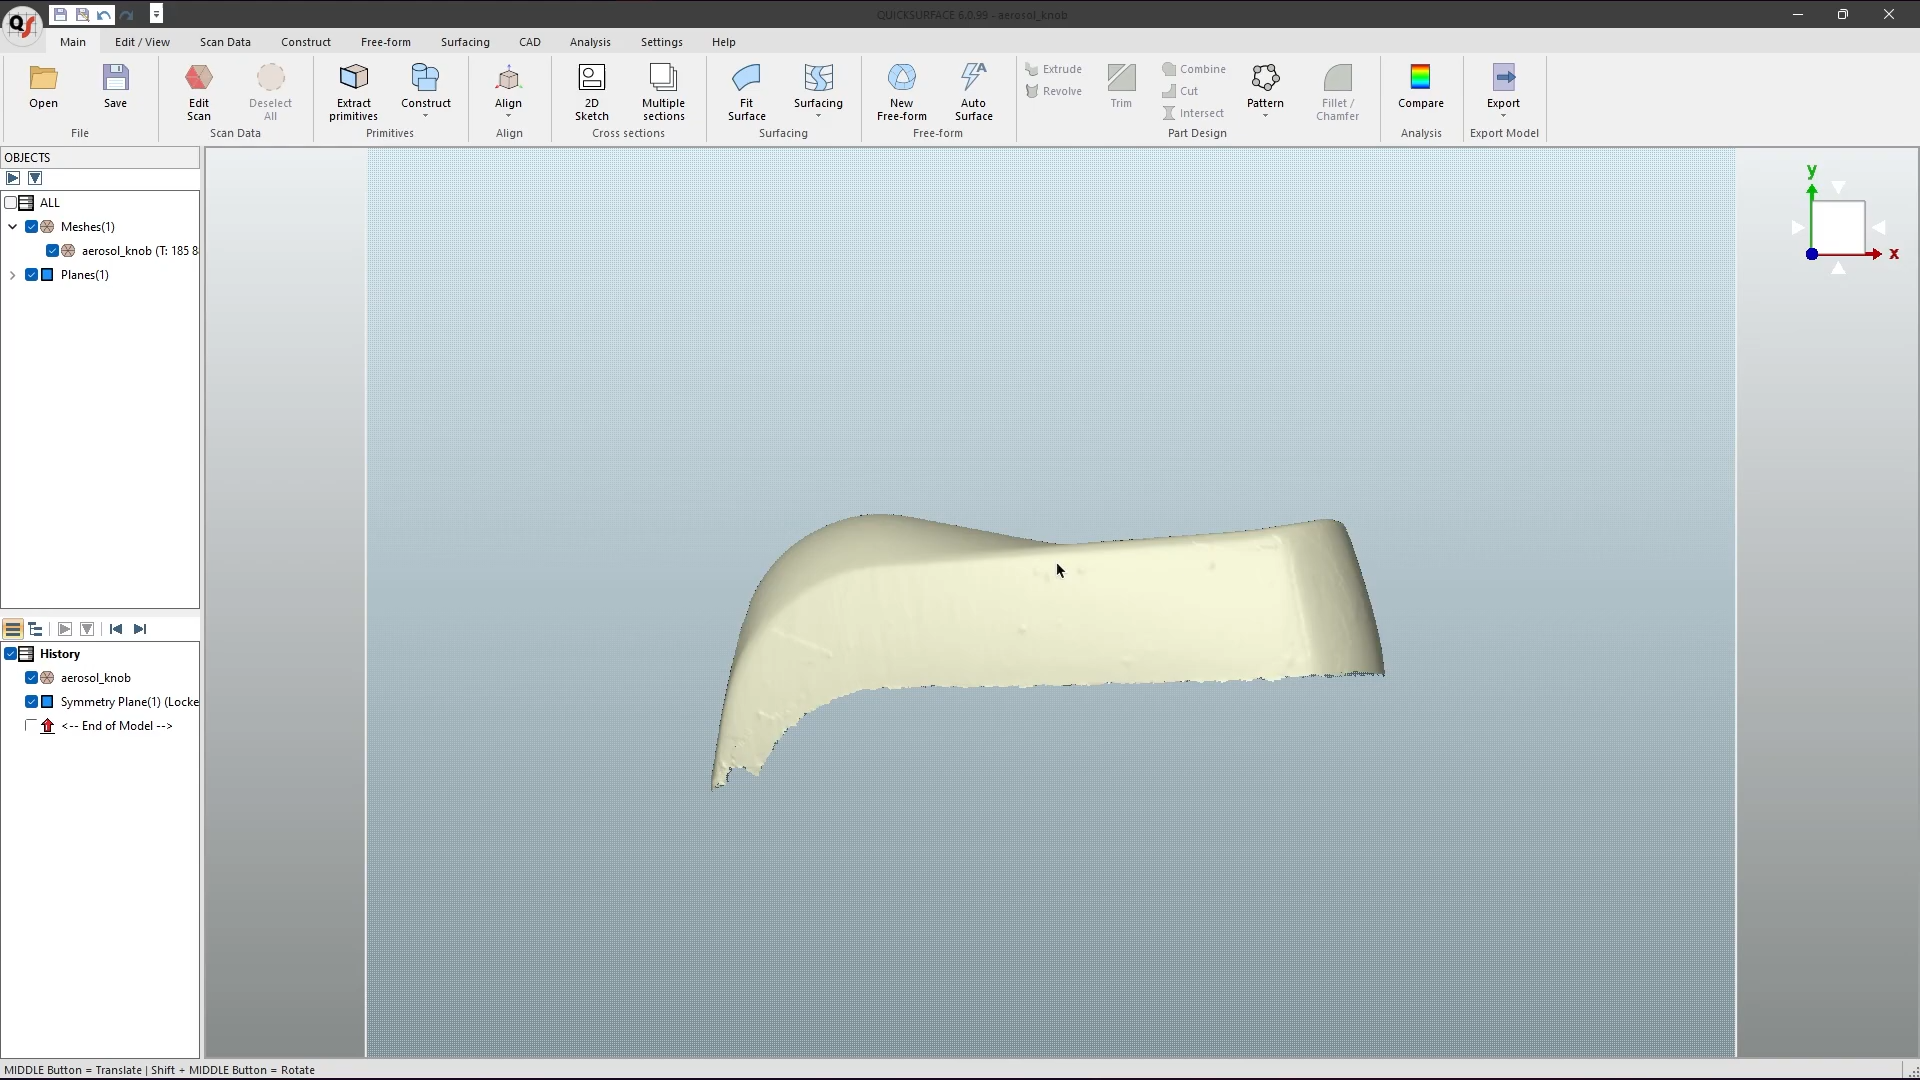 QUICKSURFACE 6.0.99 - aerosol_knob
Main Edit / View Scan Data Construct Free-form Surfacing CAD Analysis Settings Help
Open Save Edit Scan Deselect All Extract primitives Construct Align 2D Sketch Multiple sections Fit Surface Surfacing New Free-form Auto Surface Extrude Revolve Trim Combine Cut Intersect Pattern Fillet / Chamfer Compare Export
File Scan Data Primitives Align Cross sections Surfacing Free-form Part Design Analysis Export Model
OBJECTS
ALL
Meshes(1)
aerosol_knob (T: 185 8
Planes(1)
y
x
History
aerosol_knob
Symmetry Plane(1) (Locke
<-- End of Model -->
MIDDLE Button = Translate | Shift + MIDDLE Button = Rotate